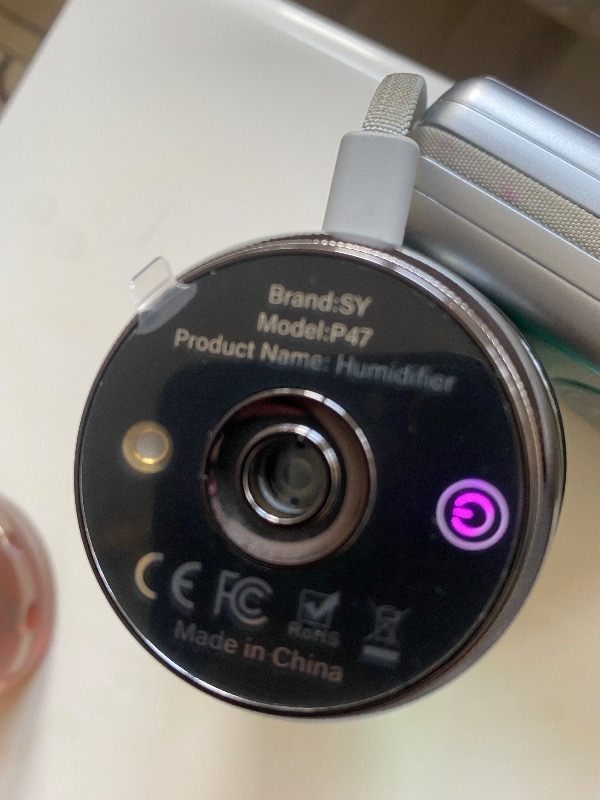 Brand:SY
Model:P47
Product Name: Humidifier
CE FC RoHS
Made in China